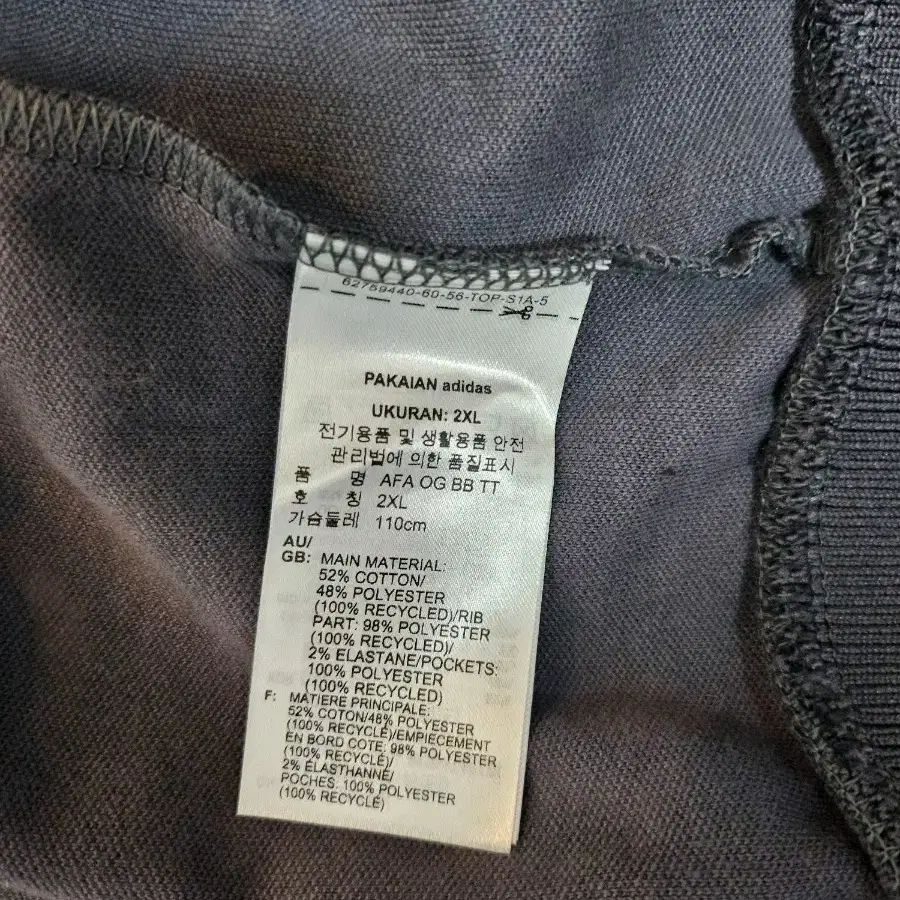 62759440-60-56-TOP-S1A-5
PAKAIAN adidas
UKURAN: 2XL
전기용품 및 생활용품 안전
관리법에 의한 품질표시
품 명 AFA OG BB TT
호 칭 2XL
가슴둘레 110cm
AU/
GB: MAIN MATERIAL:
52% COTTON/
48% POLYESTER
(100% RECYCLED)/RIB
PART: 98% POLYESTER
(100% RECYCLED)/
2% ELASTANE/POCKETS:
100% POLYESTER
(100% RECYCLED)
F: MATIERE PRINCIPALE:
52% COTON/48% POLYESTER
(100% RECYCLÉ)/EMPIECEMENT
EN BORD COTE: 98% POLYESTER
(100% RECYCLÉ)/
2% ÉLASTHANNE/
POCHES: 100% POLYESTER
(100% RECYCLÉ)